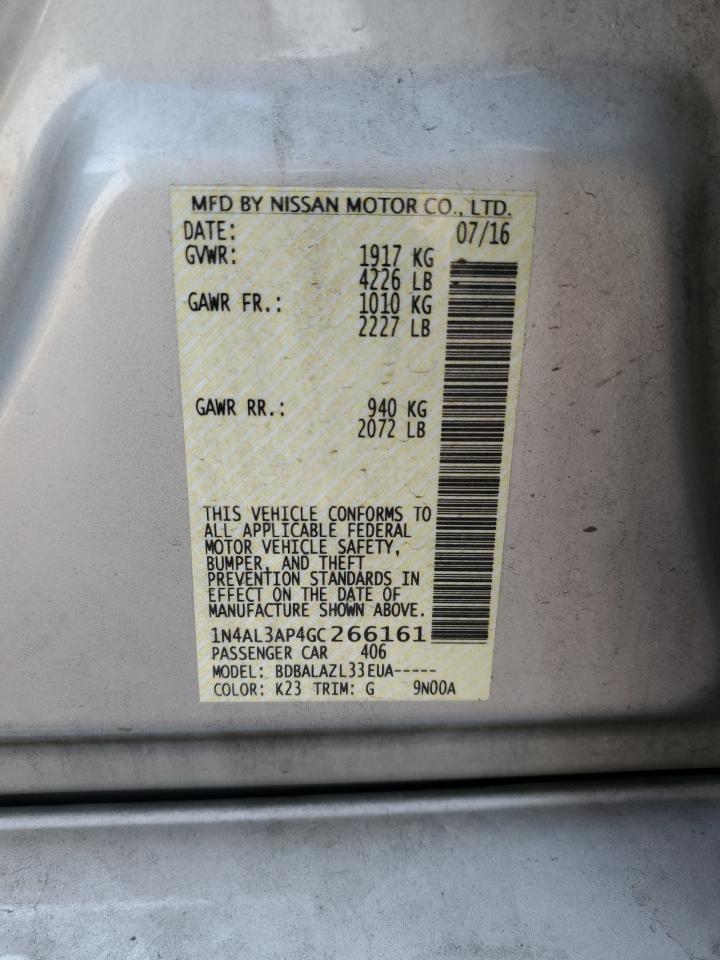 MFD BY NISSAN MOTOR CO., LTD.
DATE: 07/16
GVWR: 1917 KG
4226 LB
GAWR FR.: 1010 KG
2227 LB
GAWR RR.: 940 KG
2072 LB
THIS VEHICLE CONFORMS TO
ALL APPLICABLE FEDERAL
MOTOR VEHICLE SAFETY,
BUMPER, AND THEFT
PREVENTION STANDARDS IN
EFFECT ON THE DATE OF
MANUFACTURE SHOWN ABOVE.
1N4AL3AP4GC266161
PASSENGER CAR 406
MODEL: BDBALAZL33EUA-----
COLOR: K23 TRIM: G 9N00A